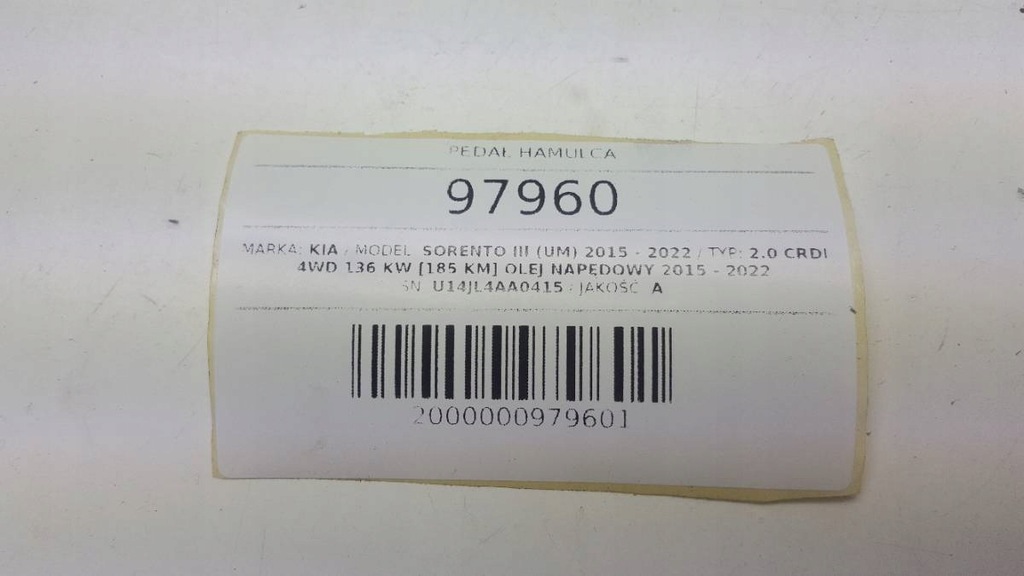 PEDAŁ HAMULCA
97960
MARKA: KIA / MODEL: SORENTO III (UM) 2015 - 2022 / TYP: 2.0 CRDI
4WD 136 KW [185 KM] OLEJ NAPĘDOWY 2015 - 2022
SN: U14JL4AA0415 / JAKOŚĆ: A
2000000979601